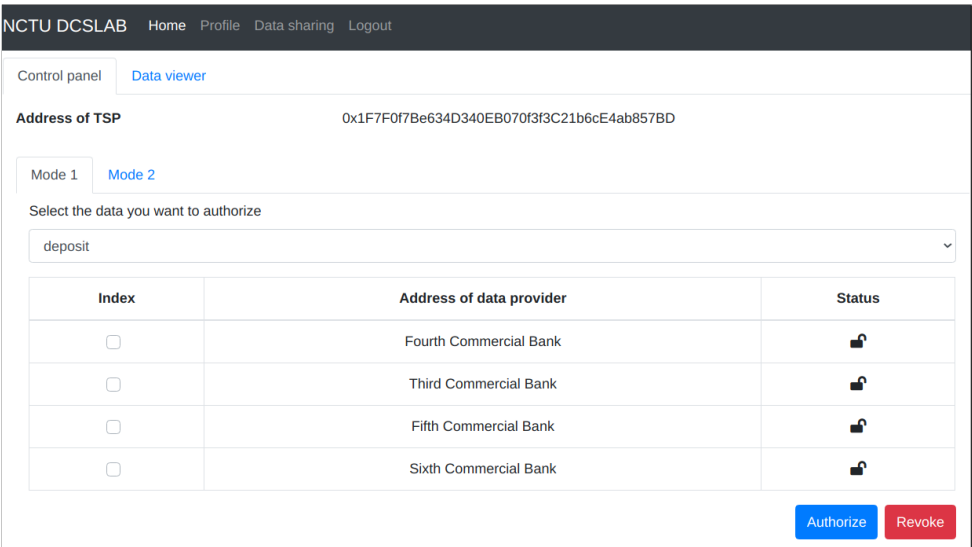 NCTU DCSLAB Home Profile Data sharing Logout
Control panel Data viewer
Address of TSP 0x1F7F0f7Be634D340EB070f3f3C21b6cE4ab857BD
Mode 1 Mode 2
Select the data you want to authorize
deposit
Index Address of data provider Status
Fourth Commercial Bank
Third Commercial Bank
Fifth Commercial Bank
Sixth Commercial Bank
Authorize Revoke